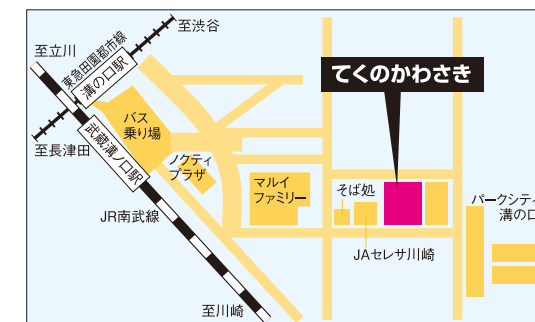 至渋谷
至立川
東急田園都市線
溝の口駅
てくのかわさき
バス
乗り場
武蔵溝ノ口駅
至長津田
ノクティ
プラザ
マルイ
ファミリー
そば処
パークシティ
溝の口
JR南武線
JAセレサ川崎
至川崎